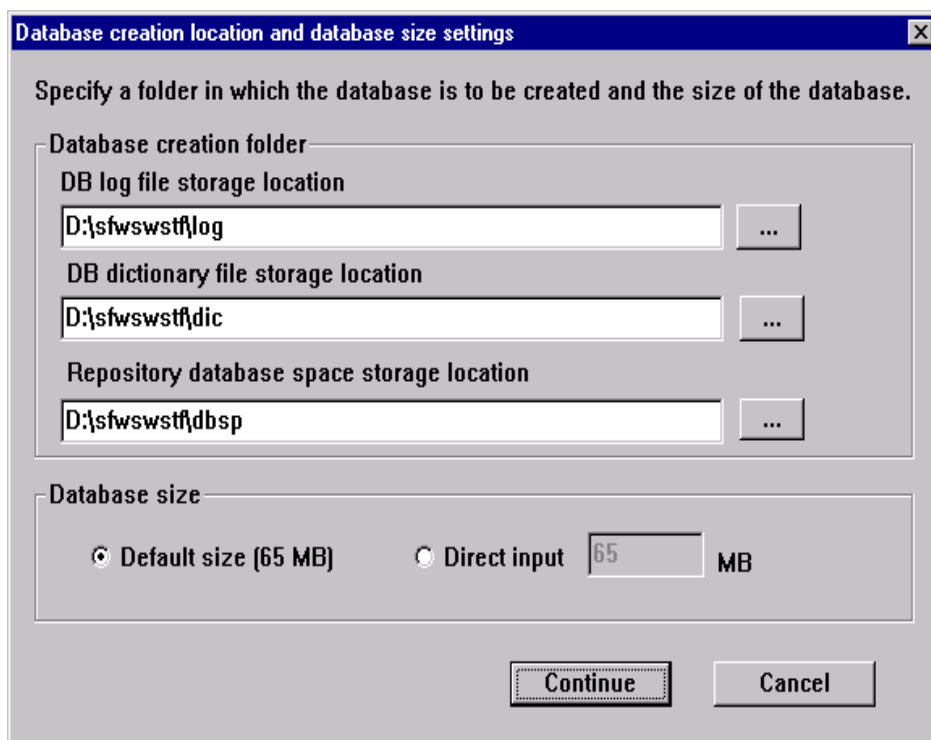 Database creation location and database size settings
Specify a folder in which the database is to be created and the size of the database.
Database creation folder
DB log file storage location
D:\sfwswstf\log
...
DB dictionary file storage location
D:\sfwswstf\dic
...
Repository database space storage location
D:\sfwswstf\dbsp
...
Database size
Default size (65 MB) Direct input 65 MB
Continue Cancel